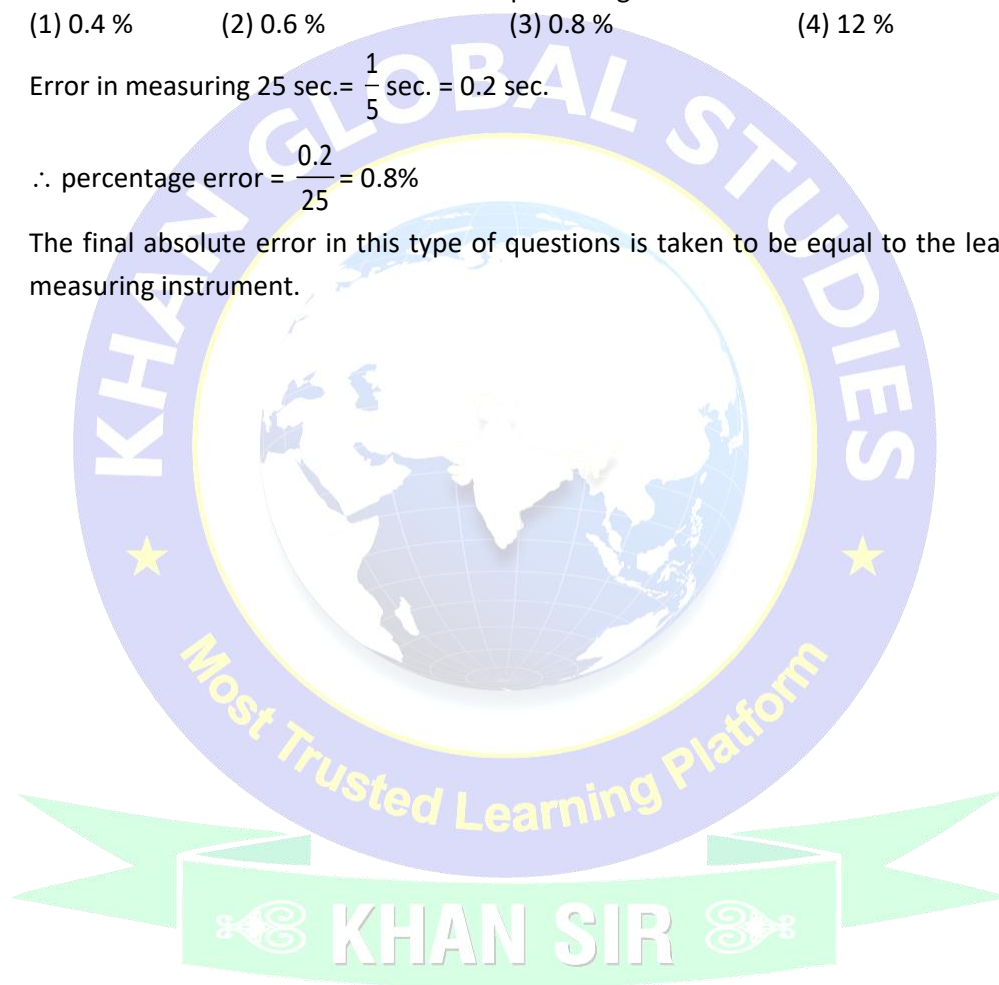 (1) 0.4 % (2) 0.6 % (3) 0.8 % (4) 12 %
Error in measuring 25 sec.= 1/5 sec. = 0.2 sec.
∴ percentage error = 0.2/25 = 0.8%
The final absolute error in this type of questions is taken to be equal to the lea
measuring instrument.
KHAN GLOBAL STUDIES
Most Trusted Learning Platform
KHAN SIR